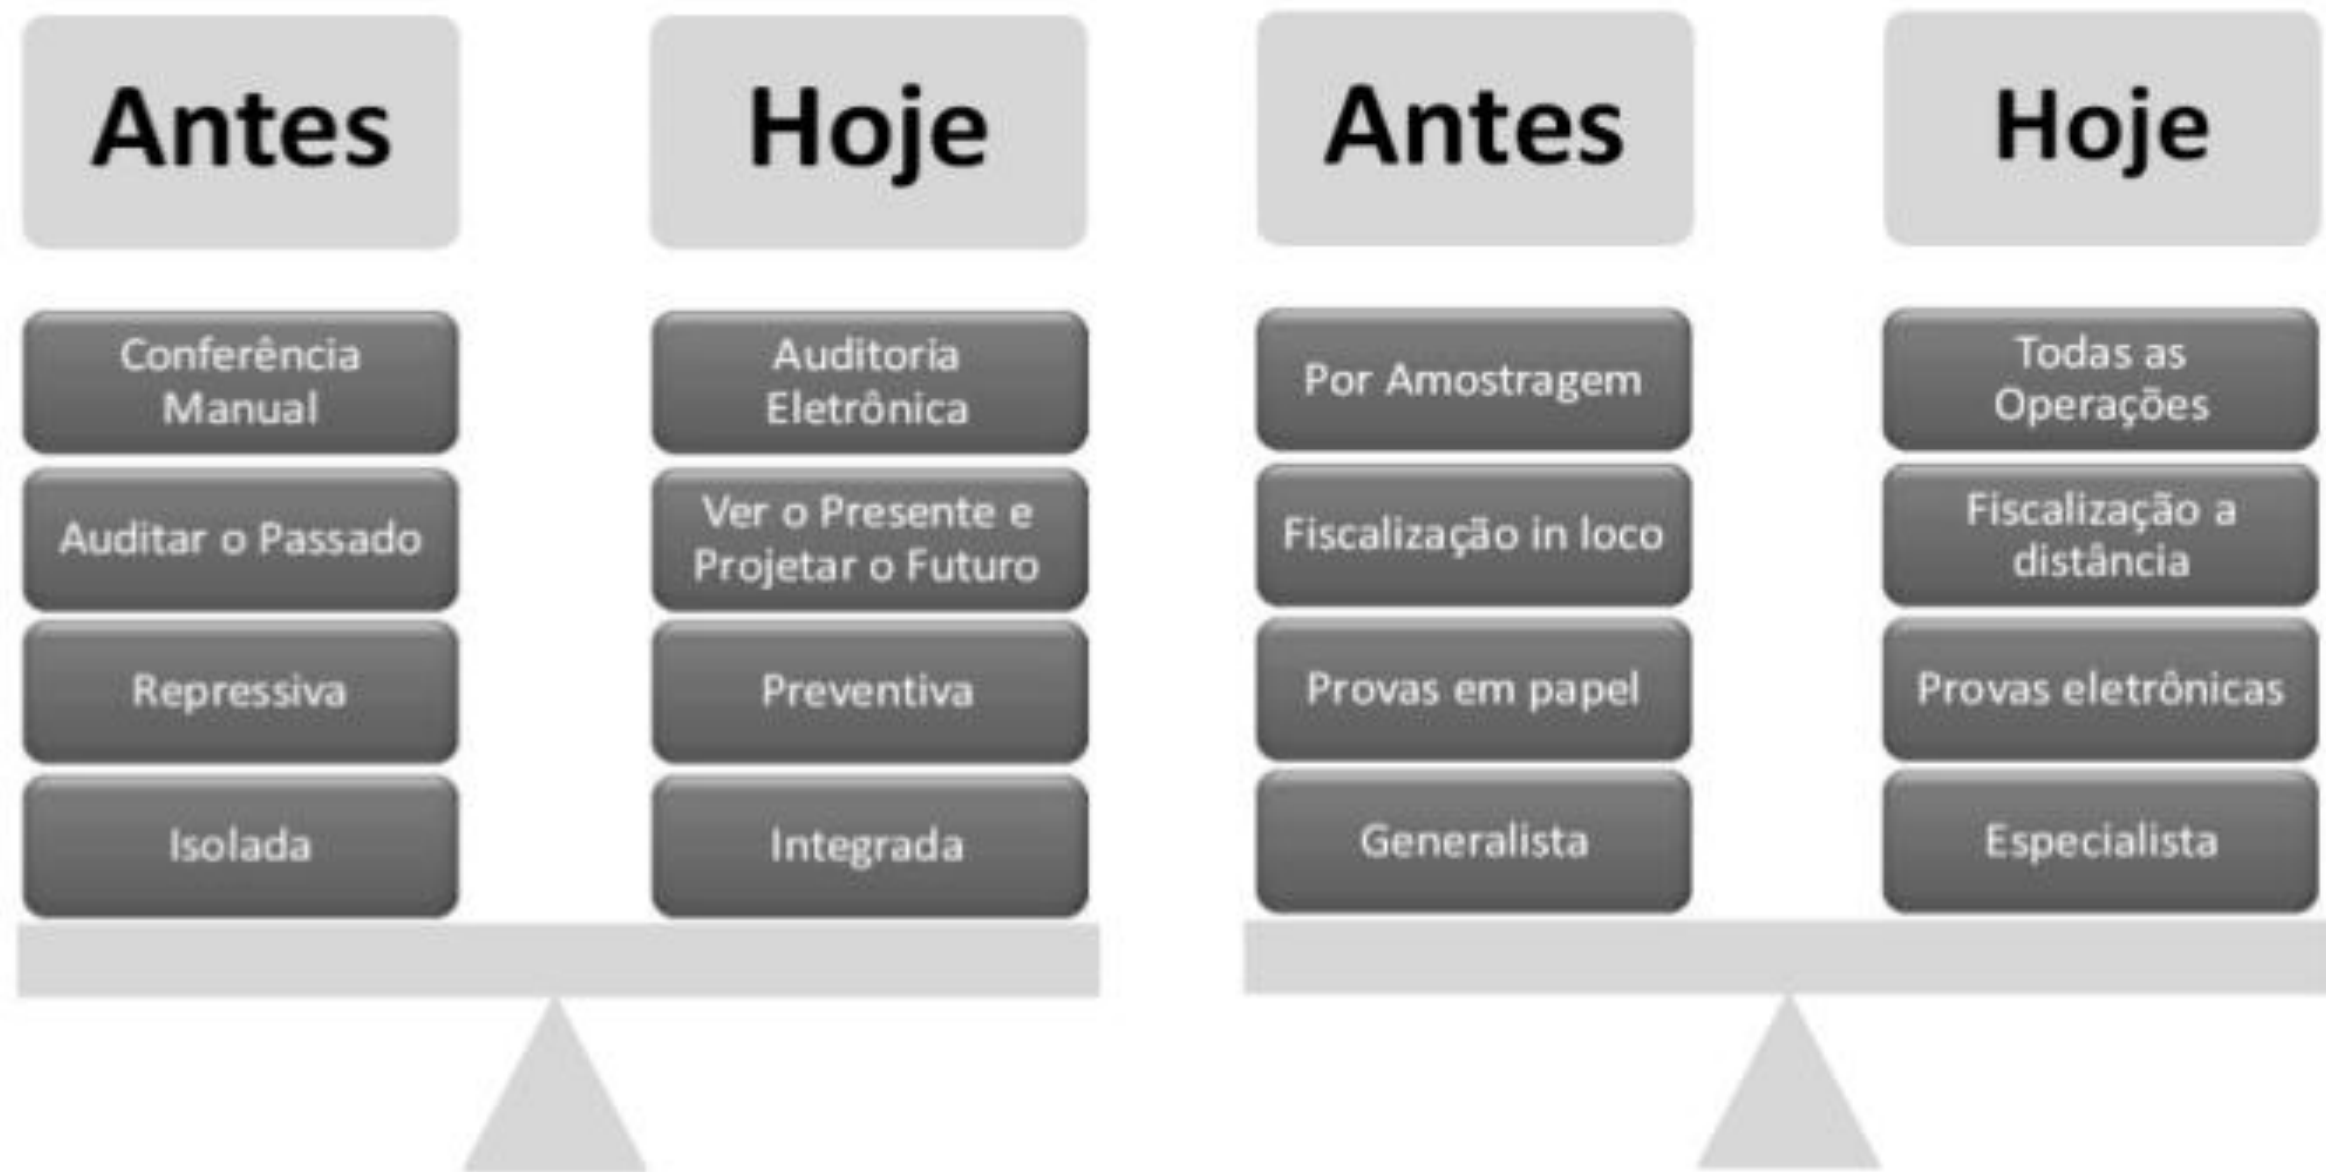 Antes
Conferência
Manual
Auditar o Passado
Repressiva
Isolada
Hoje
Auditoria
Eletrônica
Ver o Presente e
Projetar o Futuro
Preventiva
Integrada
Antes
Por Amostragem
Fiscalização in loco
Provas em papel
Generalista
Hoje
Todas as
Operações
Fiscalização a
distância
Provas eletrônicas
Especialista